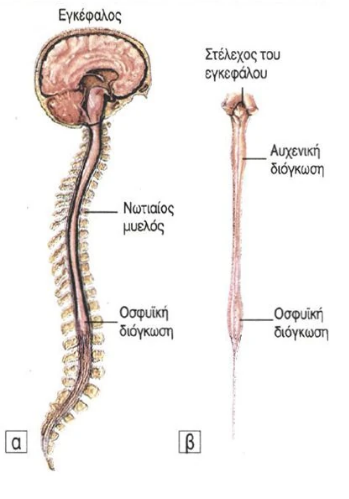 Εγκέφαλος
Νωτιαίος
μυελός
Οσφυϊκή
διόγκωση
α
Στέλεχος του
εγκεφάλου
Αυχενική
διόγκωση
Οσφυϊκή
διόγκωση
β